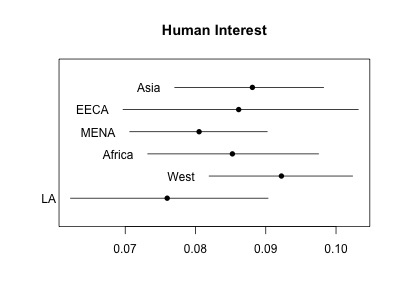 Human Interest
Asia
EECA
MENA
Africa
West
LA
0.07 0.08 0.09 0.10